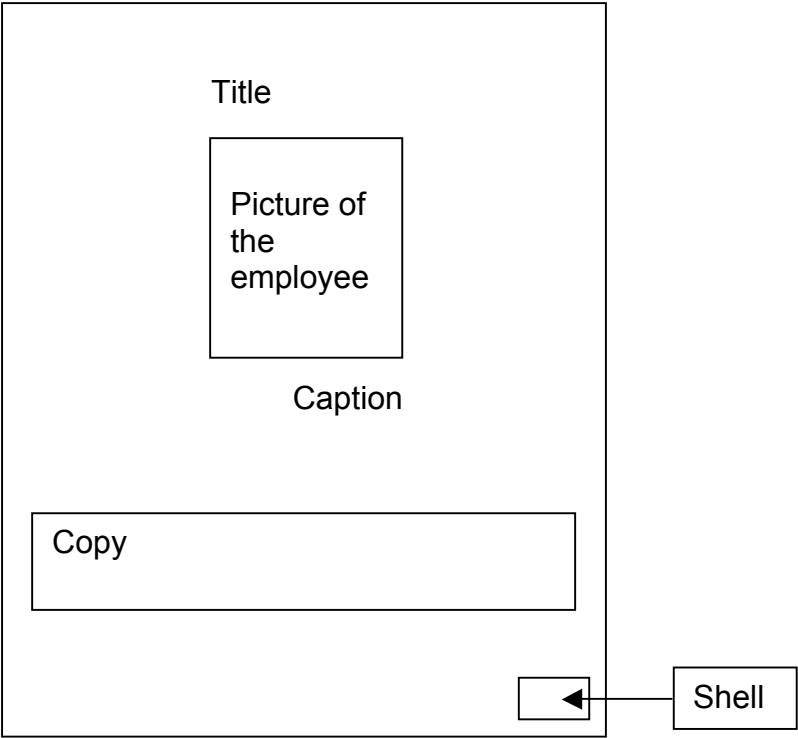 Title
Picture of
the
employee
Caption
Copy
Shell